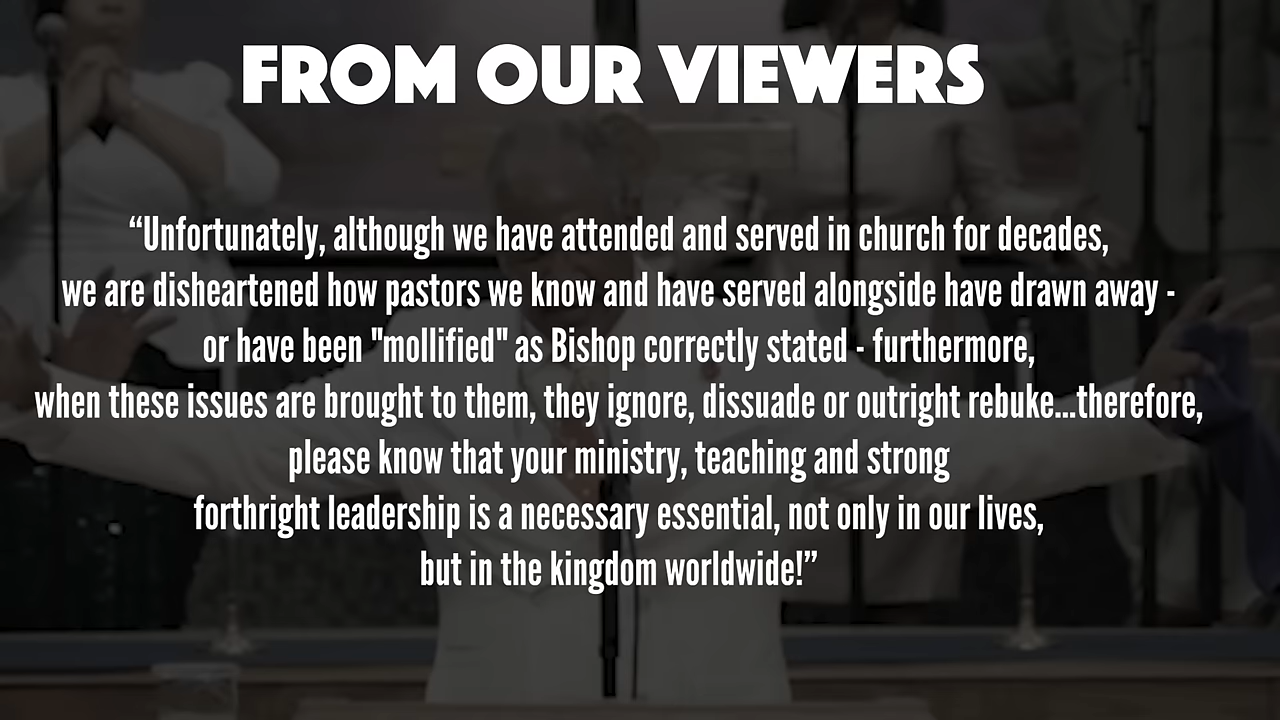 FROM OUR VIEWERS
“Unfortunately, although we have attended and served in church for decades,
we are disheartened how pastors we know and have served alongside have drawn away -
or have been "mollified" as Bishop correctly stated - furthermore,
when these issues are brought to them, they ignore, dissuade or outright rebuke...therefore,
please know that your ministry, teaching and strong
forthright leadership is a necessary essential, not only in our lives,
but in the kingdom worldwide!”